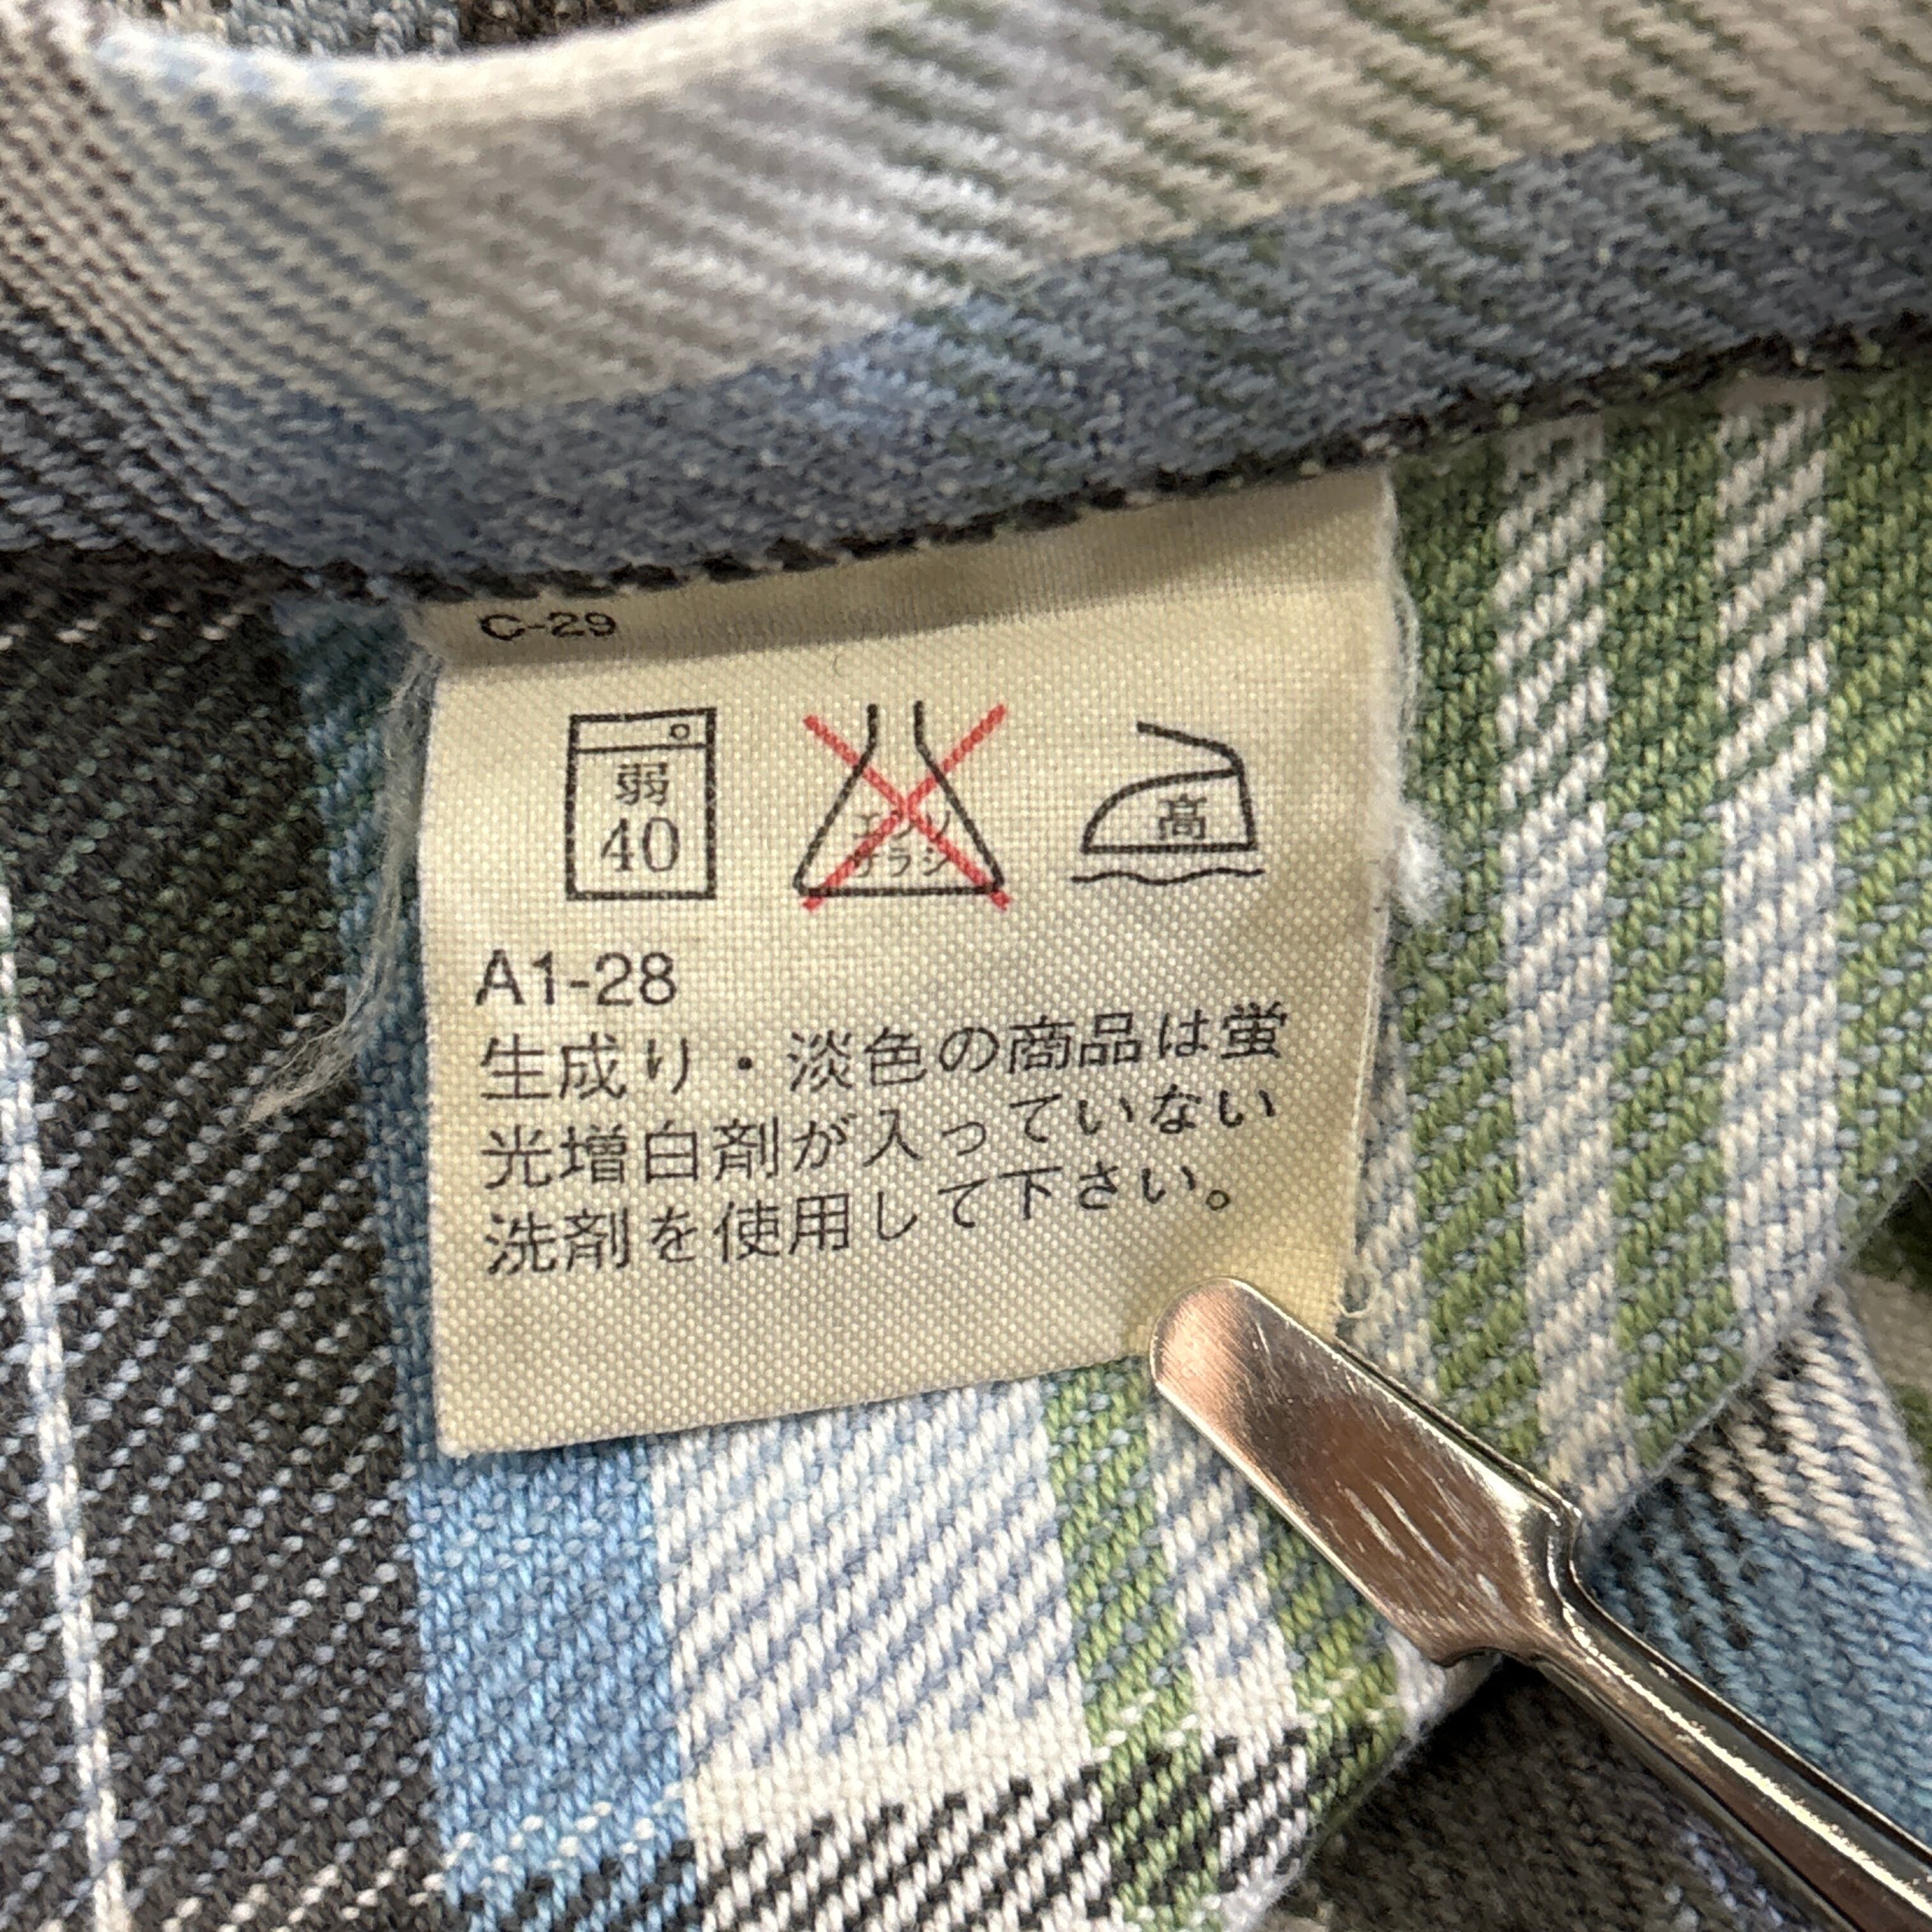 C-29
弱
40
エンソ
サラシ
高
A1-28
生成り・淡色の商品は蛍
光増白剤が入っていない
洗剤を使用して下さい。